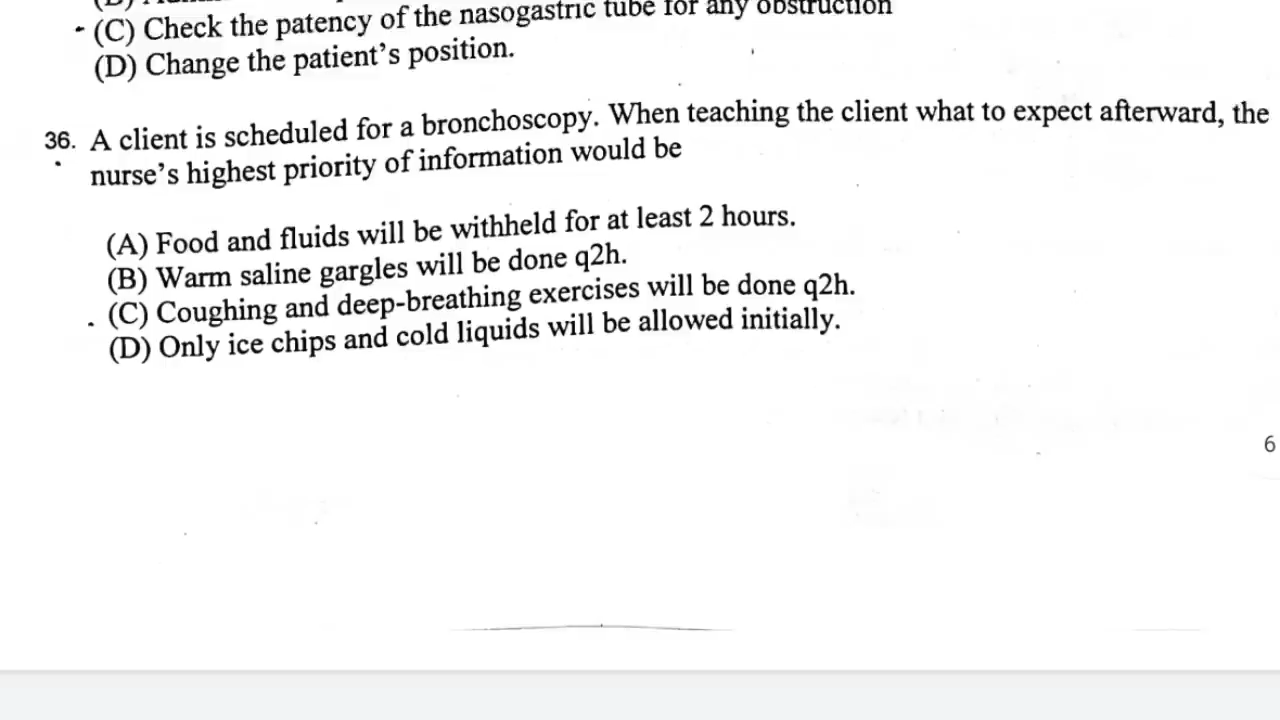 (C) Check the patency of the nasogastric tube for any obstruction
(D) Change the patient’s position.
36. A client is scheduled for a bronchoscopy. When teaching the client what to expect afterward, the
nurse’s highest priority of information would be
(A) Food and fluids will be withheld for at least 2 hours.
(B) Warm saline gargles will be done q2h.
(C) Coughing and deep-breathing exercises will be done q2h.
(D) Only ice chips and cold liquids will be allowed initially.
6